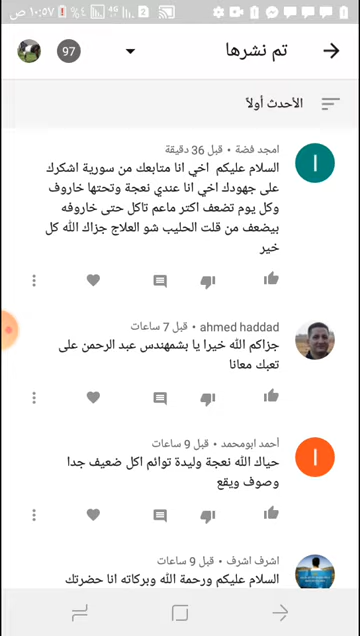 ١٠:٥٧ ص
٤%
4G
2
تم نشرها
97
الأحدث أولاً
امجد فضة • قبل 36 دقيقة
السلام عليكم  اخي انا متابعك من سورية اشكرك
على جهودك اخي انا عندي نعجة وتحتها خاروف
وكل يوم تضعف اكتر ماعم تاكل حتى خاروفه
بيضعف من قلت الحليب شو العلاج جزاك الله كل
خير
ahmed haddad • قبل 7 ساعات
جزاكم الله خيرا يا بشمهندس عبد الرحمن على
تعبك معانا
أحمد ابومحمد • قبل 9 ساعات
حياك الله نعجة وليدة توائم اكل ضعيف جدا
وصوف ويقع
اشرف اشرف • قبل 9 ساعات
السلام عليكم ورحمة الله وبركاته انا حضرتك